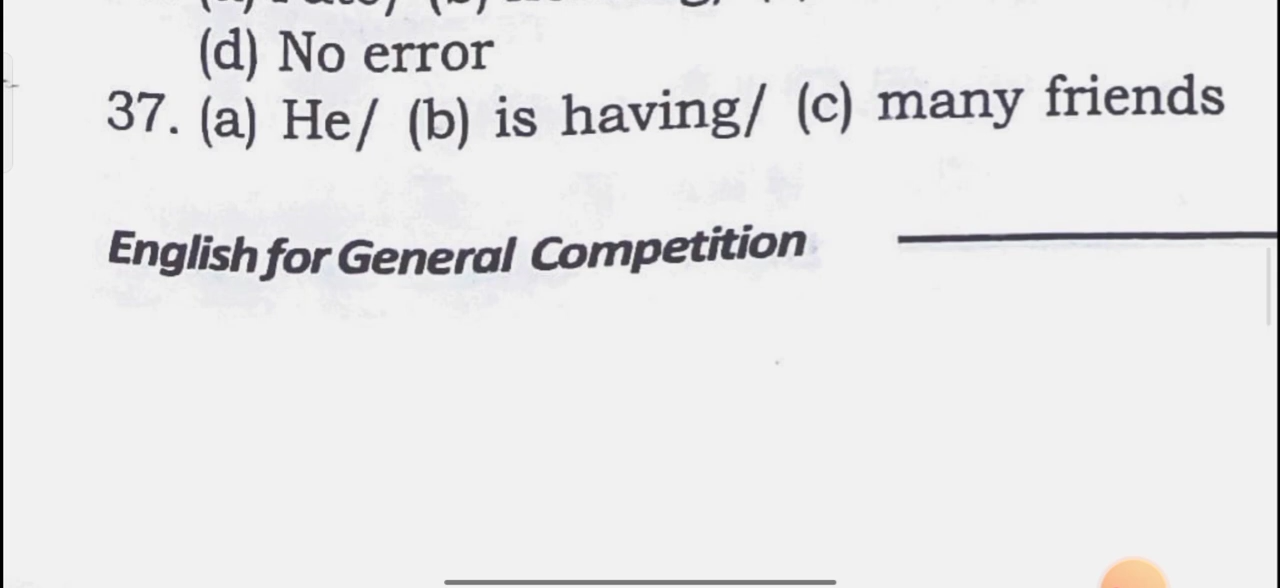 (d) No error
37. (a) He/ (b) is having/ (c) many friends
English for General Competition